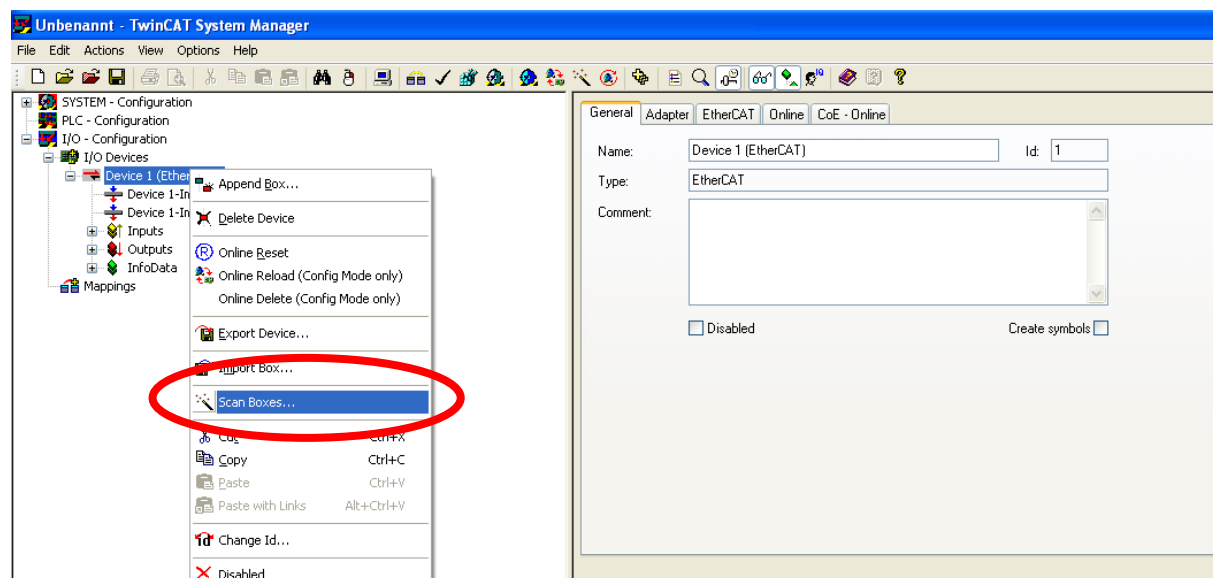 Unbenannt - TwinCAT System Manager
File Edit Actions View Options Help
SYSTEM - Configuration
PLC - Configuration
I/O - Configuration
I/O Devices
Device 1 (Ether
Device 1-In
Device 1-In
Inputs
Outputs
InfoData
Mappings
Append Box...
Delete Device
Online Reset
Online Reload (Config Mode only)
Online Delete (Config Mode only)
Export Device...
Import Box...
Scan Boxes...
Cut Ctrl+X
Copy Ctrl+C
Paste Ctrl+V
Paste with Links Alt+Ctrl+V
Change Id...
Disabled
General Adapter EtherCAT Online CoE - Online
Name: Device 1 (EtherCAT) Id: 1
Type: EtherCAT
Comment:
Disabled Create symbols